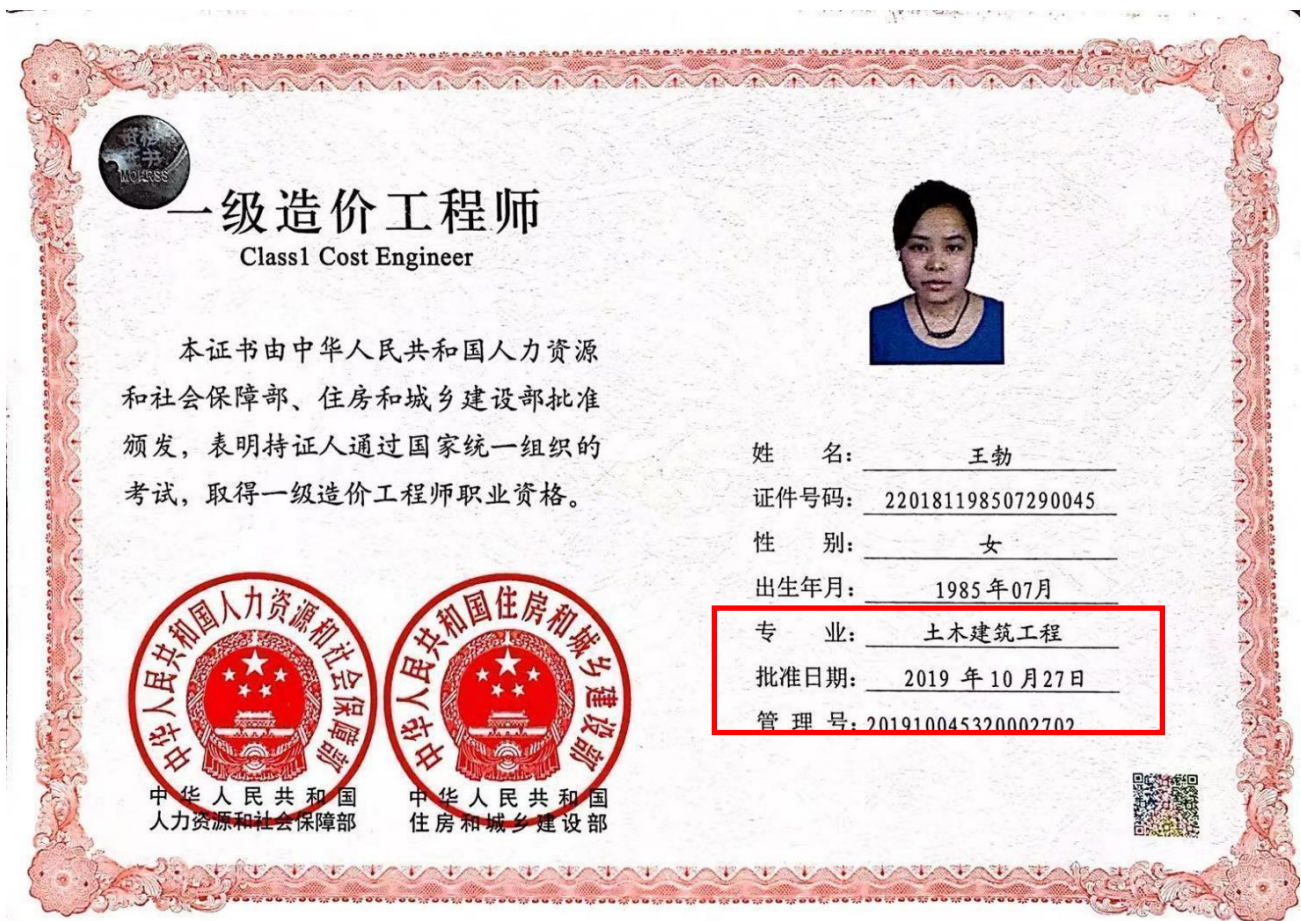 资格
证书
MOHRSS
一级造价工程师
Class1 Cost Engineer
本证书由中华人民共和国人力资源
和社会保障部、住房和城乡建设部批准
颁发，表明持证人通过国家统一组织的
考试，取得一级造价工程师职业资格。
中华人民共和国人力资源和社会保障部
中华人民共和国
人力资源和社会保障部
中华人民共和国住房和城乡建设部
中华人民共和国
住房和城乡建设部
姓 名：王勃
证件号码：220181198507290045
性 别：女
出生年月：1985年07月
专 业：土木建筑工程
批准日期：2019 年 10 月27日
管 理 号：201910045320002702